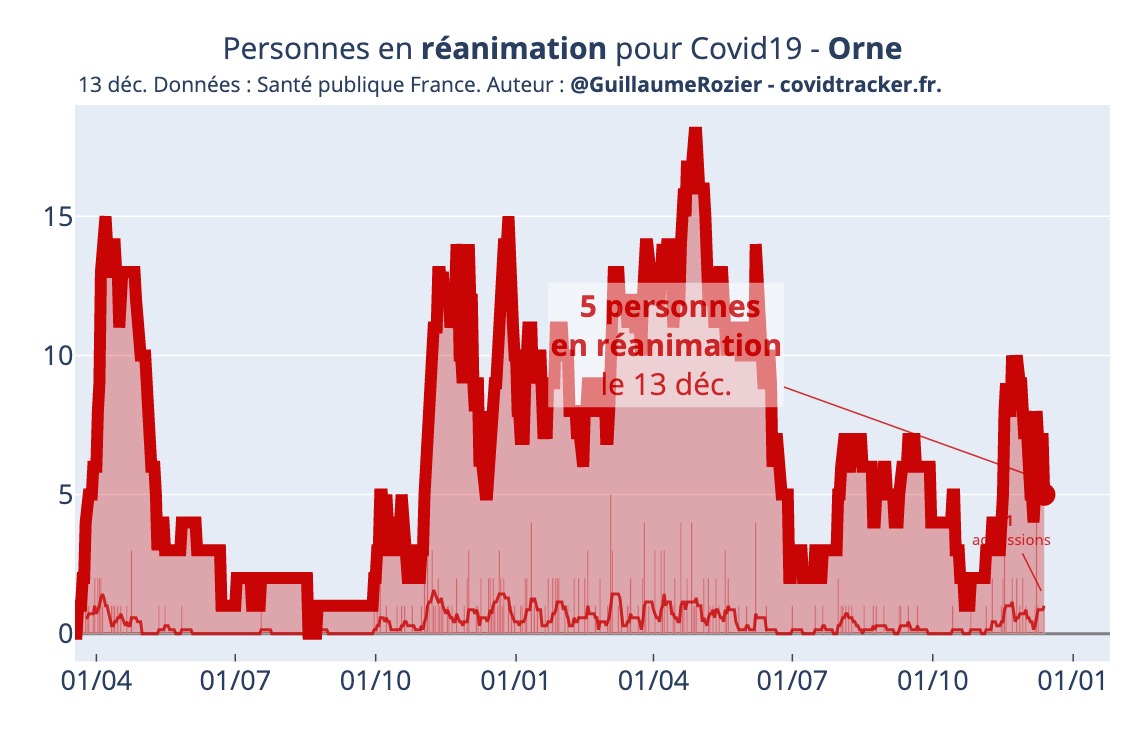 Personnes en réanimation pour Covid19 - Orne
13 déc. Données : Santé publique France. Auteur : @GuillaumeRozier - covidtracker.fr.
15
10
5
0
5 personnes
en réanimation
le 13 déc.
1
01/04
01/07
01/10
01/01
01/04
01/07
01/10
01/01